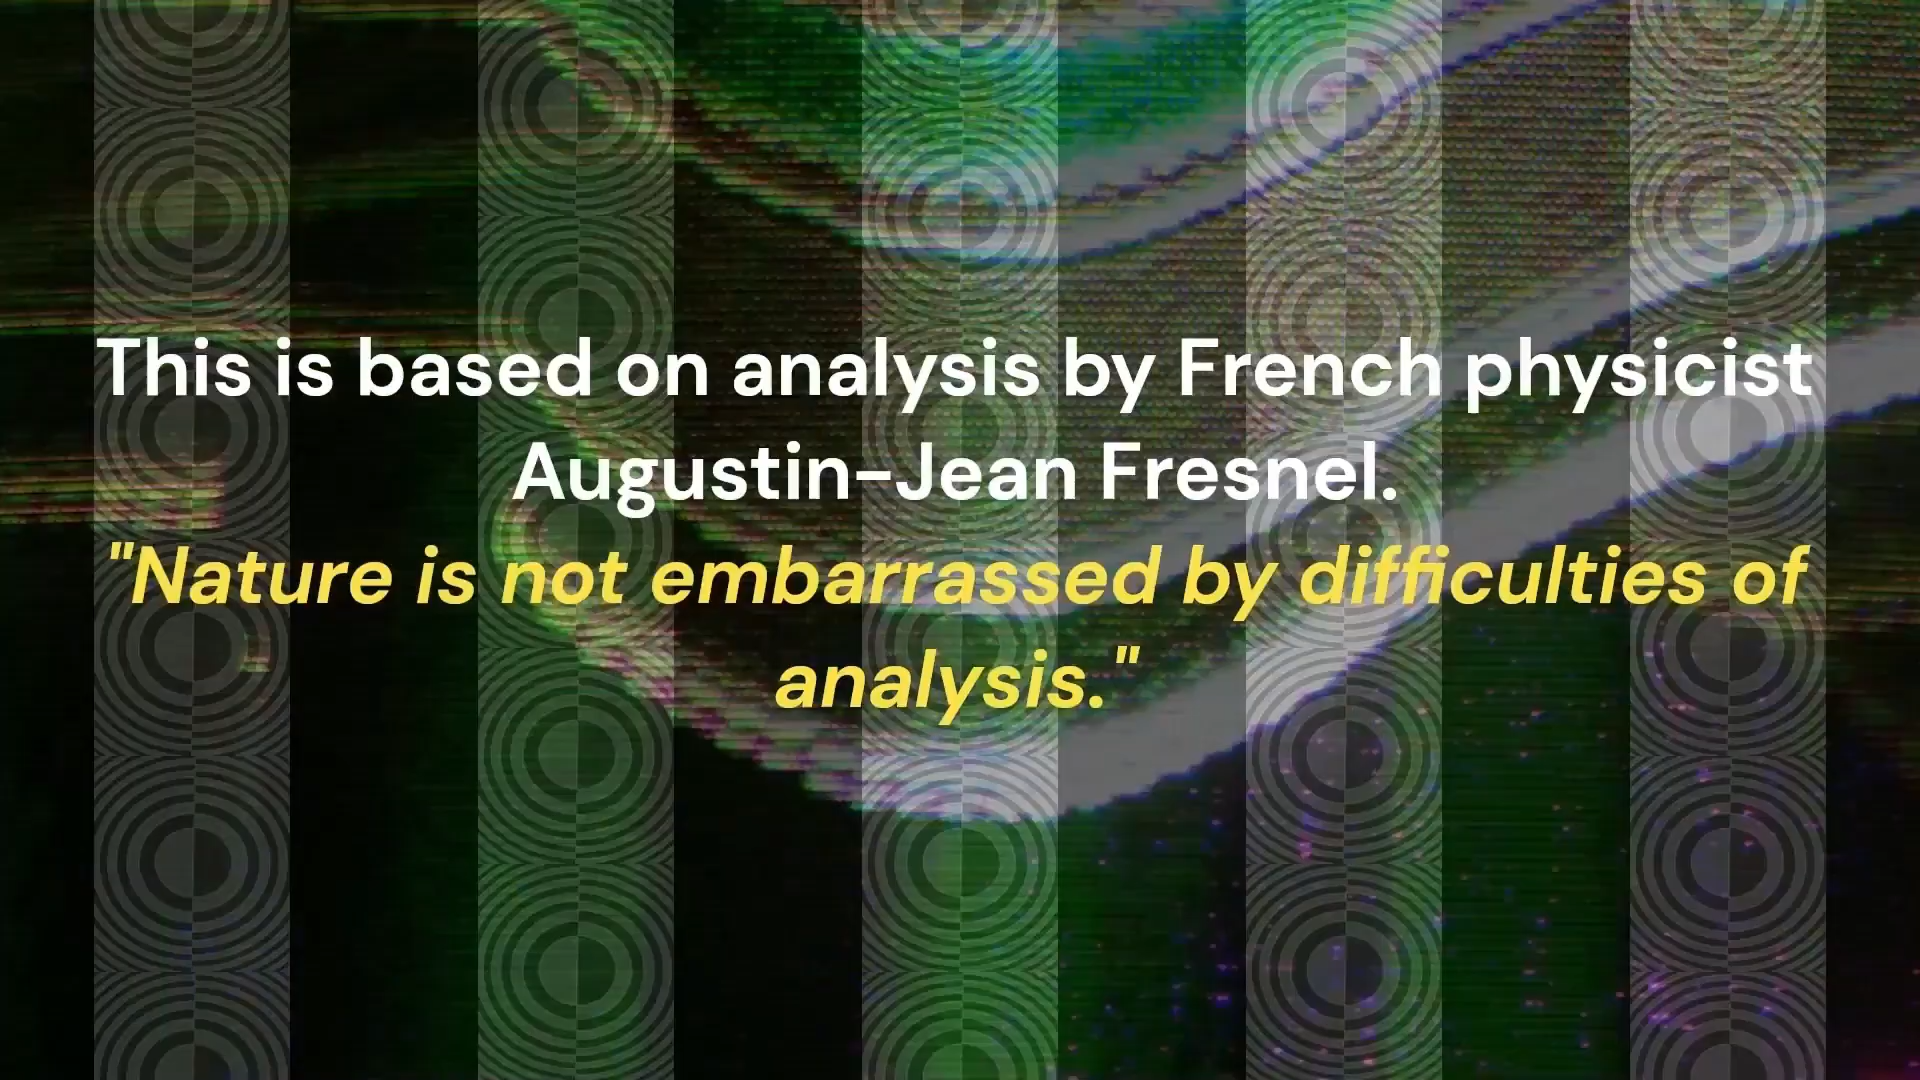 This is based on analysis by French physicist
Augustin-Jean Fresnel.
"Nature is not embarrassed by difficulties of
analysis."